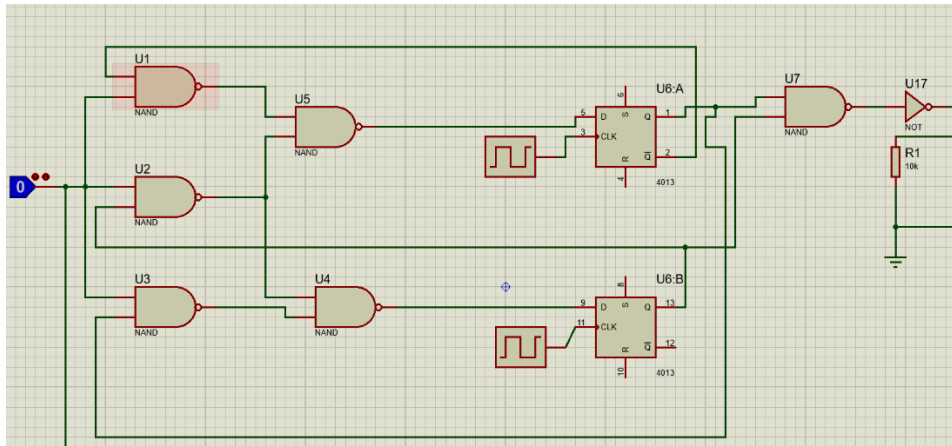 U1
NAND
U5
NAND
U6:A
6
5
D
S
Q
1
3
CLK
R
Q
2
4
4013
U7
NAND
U17
NOT
R1
10k
0
U2
NAND
U3
NAND
U4
NAND
U6:B
8
9
D
S
Q
13
11
CLK
R
Q
12
10
4013